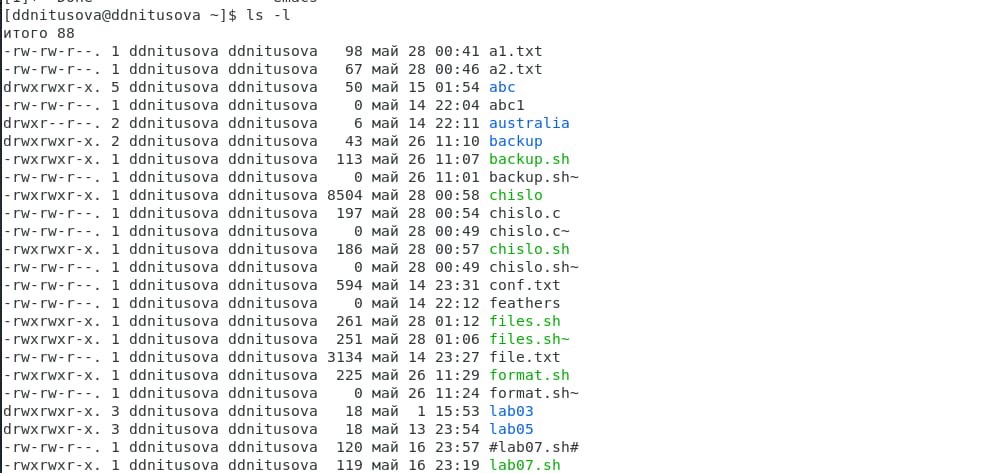 [1]+  Done                    emacs
[ddnitusova@ddnitusova ~]$ ls -l
итого 88
-rw-rw-r--. 1 ddnitusova ddnitusova   98 май 28 00:41 a1.txt
-rw-rw-r--. 1 ddnitusova ddnitusova   67 май 28 00:46 a2.txt
drwxrwxr-x. 5 ddnitusova ddnitusova   50 май 15 01:54 abc
-rw-rw-r--. 1 ddnitusova ddnitusova    0 май 14 22:04 abc1
drwxr--r--. 2 ddnitusova ddnitusova    6 май 14 22:11 australia
drwxrwxr-x. 2 ddnitusova ddnitusova   43 май 26 11:10 backup
-rwxrwxr-x. 1 ddnitusova ddnitusova  113 май 26 11:07 backup.sh
-rw-rw-r--. 1 ddnitusova ddnitusova    0 май 26 11:01 backup.sh~
-rwxrwxr-x. 1 ddnitusova ddnitusova 8504 май 28 00:58 chislo
-rw-rw-r--. 1 ddnitusova ddnitusova  197 май 28 00:54 chislo.c
-rw-rw-r--. 1 ddnitusova ddnitusova    0 май 28 00:49 chislo.c~
-rwxrwxr-x. 1 ddnitusova ddnitusova  186 май 28 00:57 chislo.sh
-rw-rw-r--. 1 ddnitusova ddnitusova    0 май 28 00:49 chislo.sh~
-rw-rw-r--. 1 ddnitusova ddnitusova  594 май 14 23:31 conf.txt
-rw-rw-r--. 1 ddnitusova ddnitusova    0 май 14 22:12 feathers
-rwxrwxr-x. 1 ddnitusova ddnitusova  261 май 28 01:12 files.sh
-rwxrwxr-x. 1 ddnitusova ddnitusova  251 май 28 01:06 files.sh~
-rw-rw-r--. 1 ddnitusova ddnitusova 3134 май 14 23:27 file.txt
-rwxrwxr-x. 1 ddnitusova ddnitusova  225 май 26 11:29 format.sh
-rw-rw-r--. 1 ddnitusova ddnitusova    0 май 26 11:24 format.sh~
drwxrwxr-x. 3 ddnitusova ddnitusova   18 май  1 15:53 lab03
drwxrwxr-x. 3 ddnitusova ddnitusova   18 май 13 23:54 lab05
-rw-rw-r--. 1 ddnitusova ddnitusova  120 май 16 23:57 #lab07.sh#
-rwxrwxr-x. 1 ddnitusova ddnitusova  119 май 16 23:19 lab07.sh